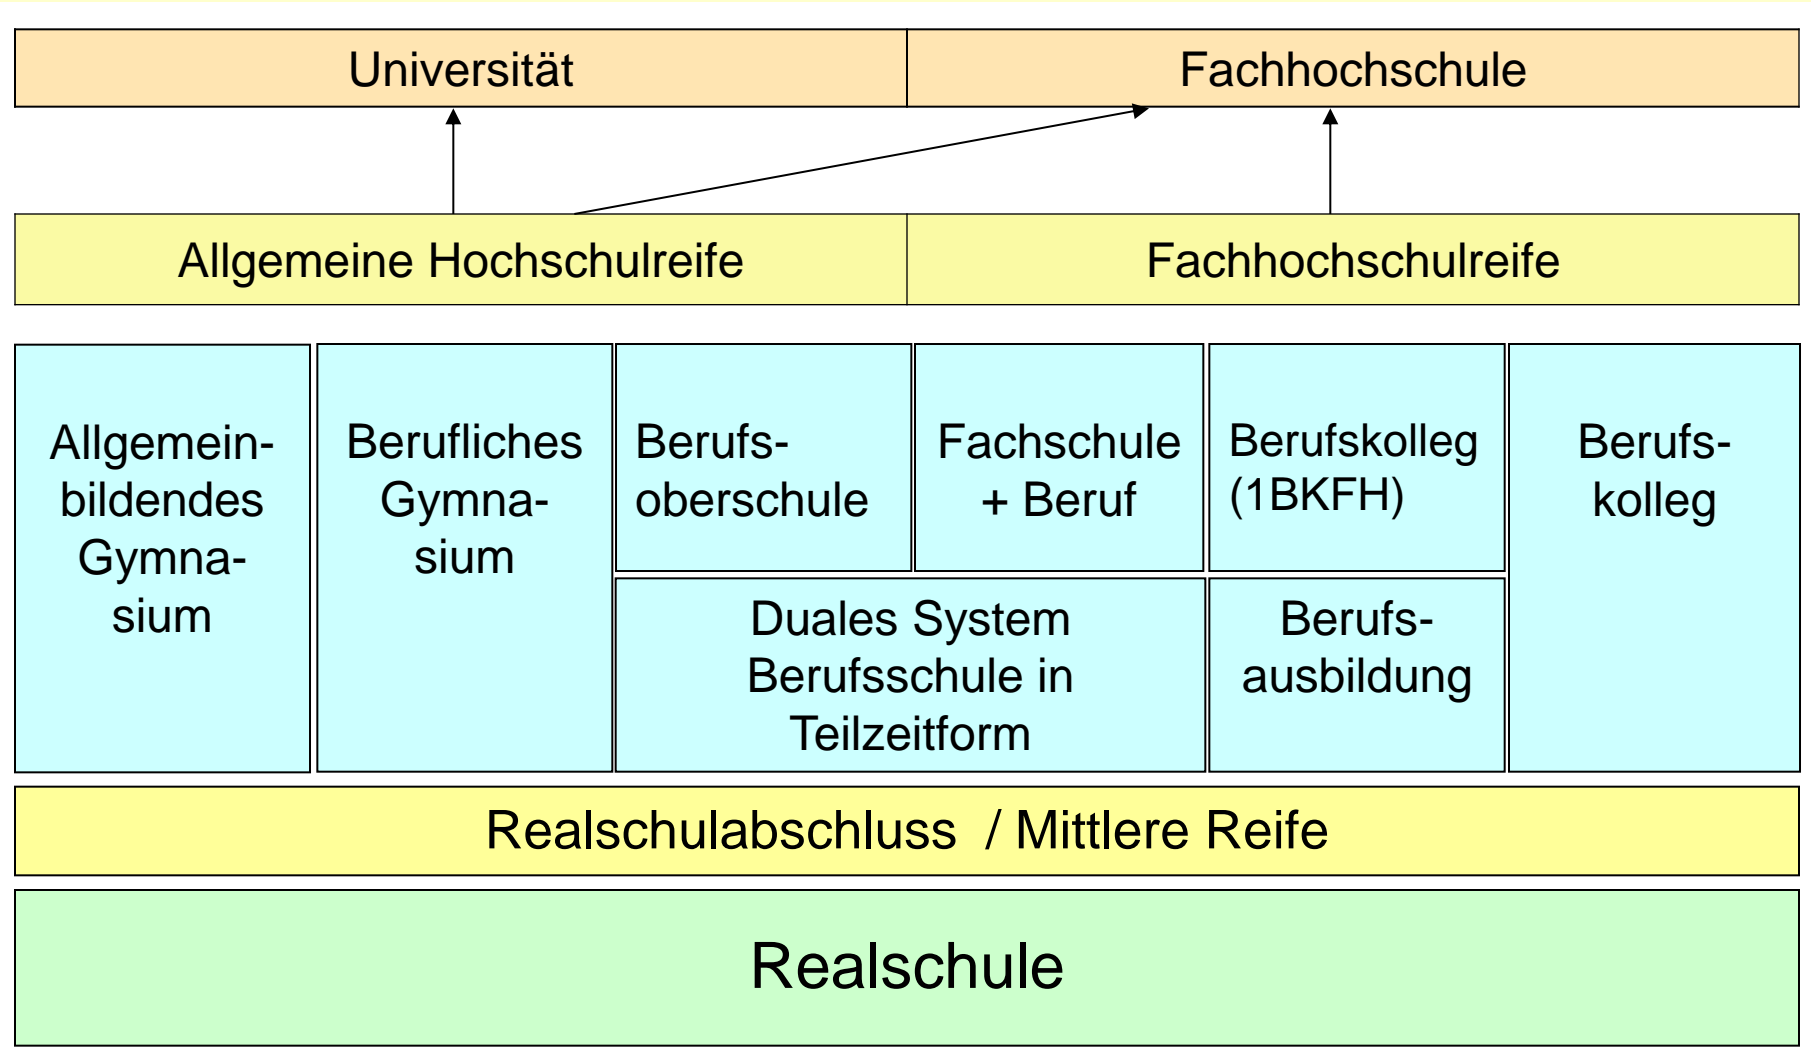 Universität
Fachhochschule
Allgemeine Hochschulreife
Fachhochschulreife
Allgemein-
bildendes
Gymna-
sium
Berufliches
Gymna-
sium
Berufs-
oberschule
Fachschule
+ Beruf
Berufskolleg
(1BKFH)
Berufs-
kolleg
Duales System
Berufsschule in
Teilzeitform
Berufs-
ausbildung
Realschulabschluss / Mittlere Reife
Realschule